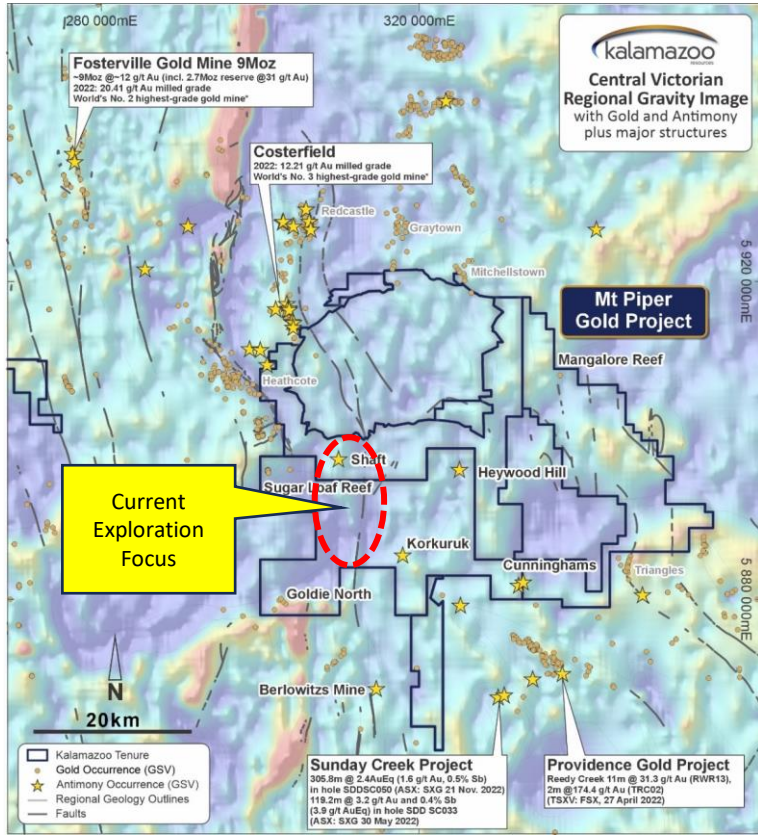 280 000mE
320 000mE
kalamazoo
resources
Central Victorian
Regional Gravity Image
with Gold and Antimony
plus major structures
Fosterville Gold Mine 9Moz
~9Moz @~12 g/t Au (incl. 2.7Moz reserve @31 g/t Au)
2022: 20.41 g/t Au milled grade
World's No. 2 highest-grade gold mine*
Costerfield
2022: 12.21 g/t Au milled grade
World's No. 3 highest-grade gold mine*
Redcastle
Graytown
Mitchellstown
5 920 000mE
Mt Piper
Gold Project
Mangalore Reef
Heathcote
Shaft
Heywood Hill
Sugar Loaf Reef
Current
Exploration
Focus
Korkuruk
Cunninghams
Triangles
5 880 000mE
Goldie North
N
20km
Berlowitzs Mine
Kalamazoo Tenure
Gold Occurrence (GSV)
Antimony Occurrence (GSV)
Regional Geology Outlines
Faults
Sunday Creek Project
305.8m @ 2.4AuEq (1.6 g/t Au, 0.5% Sb)
in hole SDDSC050 (ASX: SXG 21 Nov. 2022)
119.2m @ 3.2 g/t Au and 0.4% Sb
(3.9 g/t AuEq) in hole SDD SC033
(ASX: SXG 30 May 2022)
Providence Gold Project
Reedy Creek 11m @ 31.3 g/t Au (RWR13),
2m @174.4 g/t Au (TRC02)
(TSXV: FSX, 27 April 2022)